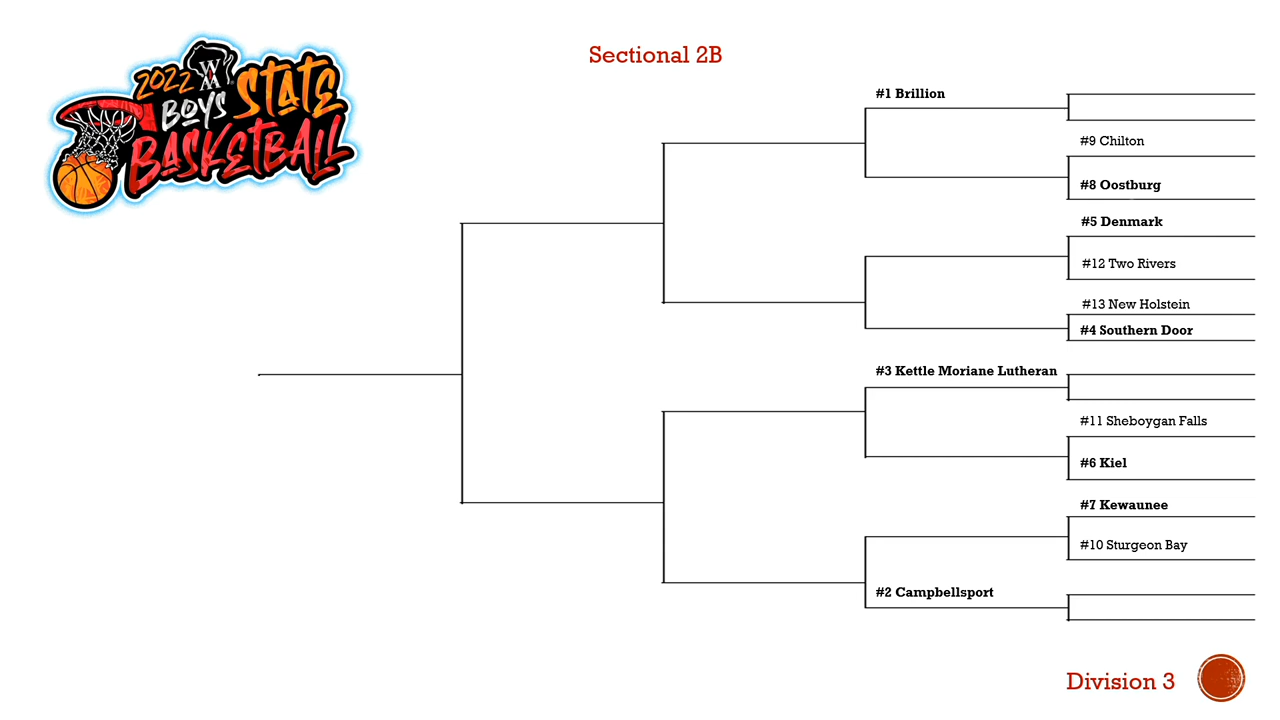 2022
WIAA
BOYS
STATE
BASKETBALL
Sectional 2B
#1 Brillion
#9 Chilton
#8 Oostburg
#5 Denmark
#12 Two Rivers
#13 New Holstein
#4 Southern Door
#3 Kettle Moriane Lutheran
#11 Sheboygan Falls
#6 Kiel
#7 Kewaunee
#10 Sturgeon Bay
#2 Campbellsport
Division 3